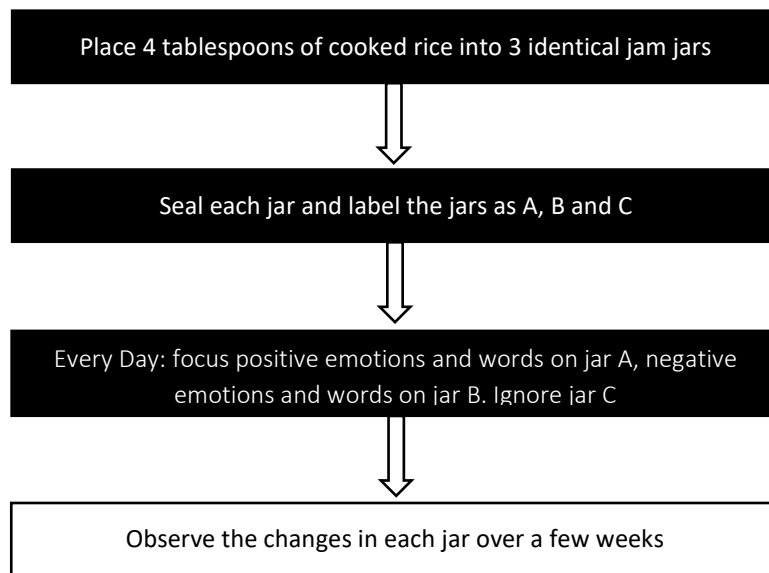 Place 4 tablespoons of cooked rice into 3 identical jam jars
Seal each jar and label the jars as A, B and C
Every Day: focus positive emotions and words on jar A, negative
emotions and words on jar B. Ignore jar C
Observe the changes in each jar over a few weeks